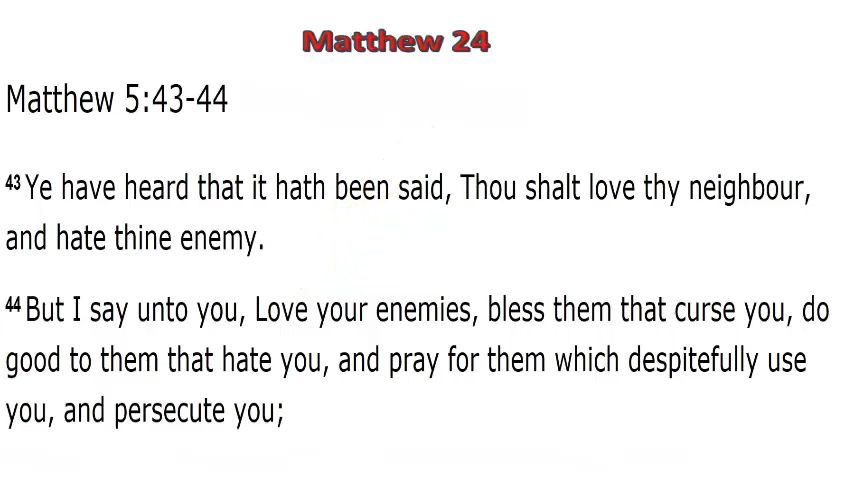 Matthew 24
Matthew 5:43-44
43 Ye have heard that it hath been said, Thou shalt love thy neighbour,
and hate thine enemy.
44 But I say unto you, Love your enemies, bless them that curse you, do
good to them that hate you, and pray for them which despitefully use
you, and persecute you;